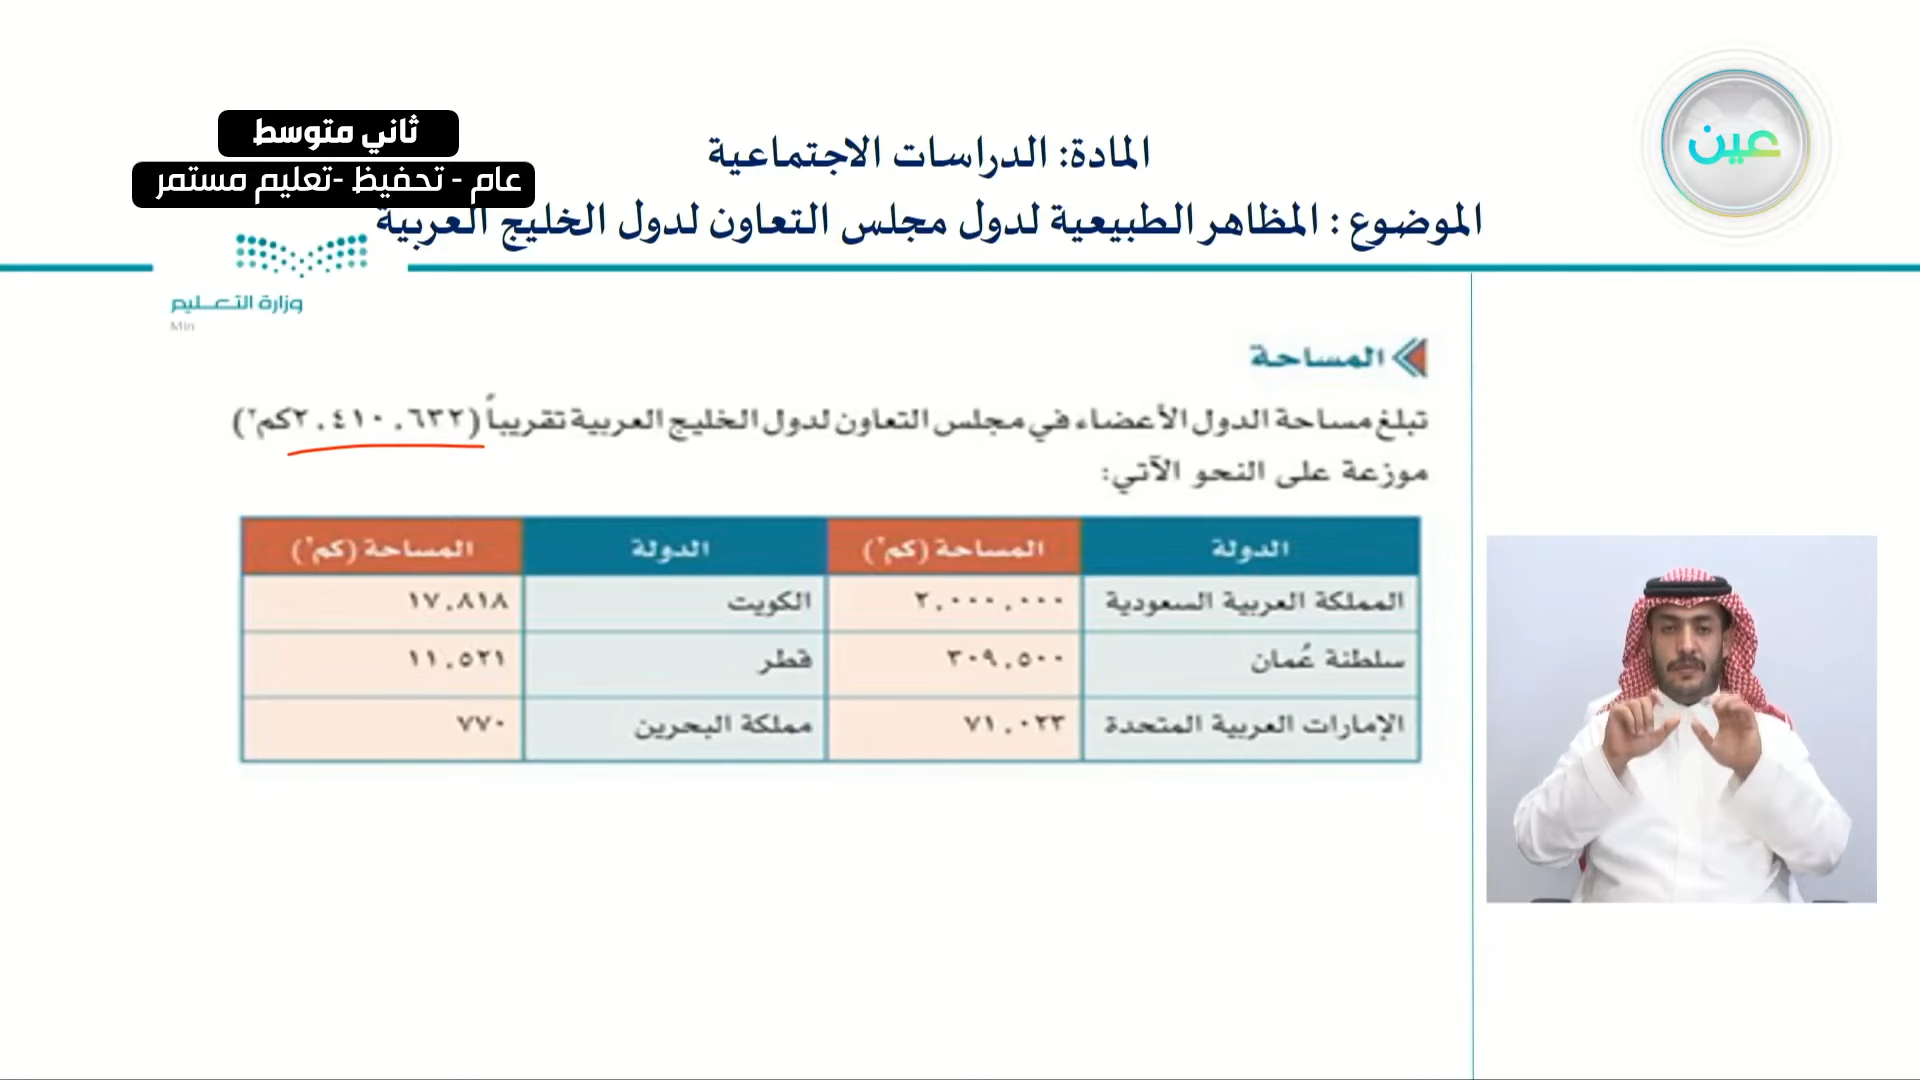 ثاني متوسط
عام - تحفيظ -تعليم مستمر
المادة: الدراسات الاجتماعية
الموضوع : المظاهر الطبيعية لدول مجلس التعاون لدول الخليج العربية
عين
وزارة التعـــليم
Min
المساحة
تبلغ مساحة الدول الأعضاء في مجلس التعاون لدول الخليج العربية تقريباً (٢,٤١٠,٦٣٢كم٢)
موزعة على النحو الآتي:
الدولة المساحة (كم٢) الدولة المساحة (كم٢)
المملكة العربية السعودية ٢,٠٠٠,٠٠٠ الكويت ١٧,٨١٨
سلطنة عُمان ٣٠٩,٥٠٠ قطر ١١,٥٢١
الإمارات العربية المتحدة ٧١,٠٢٣ مملكة البحرين ٧٧٠